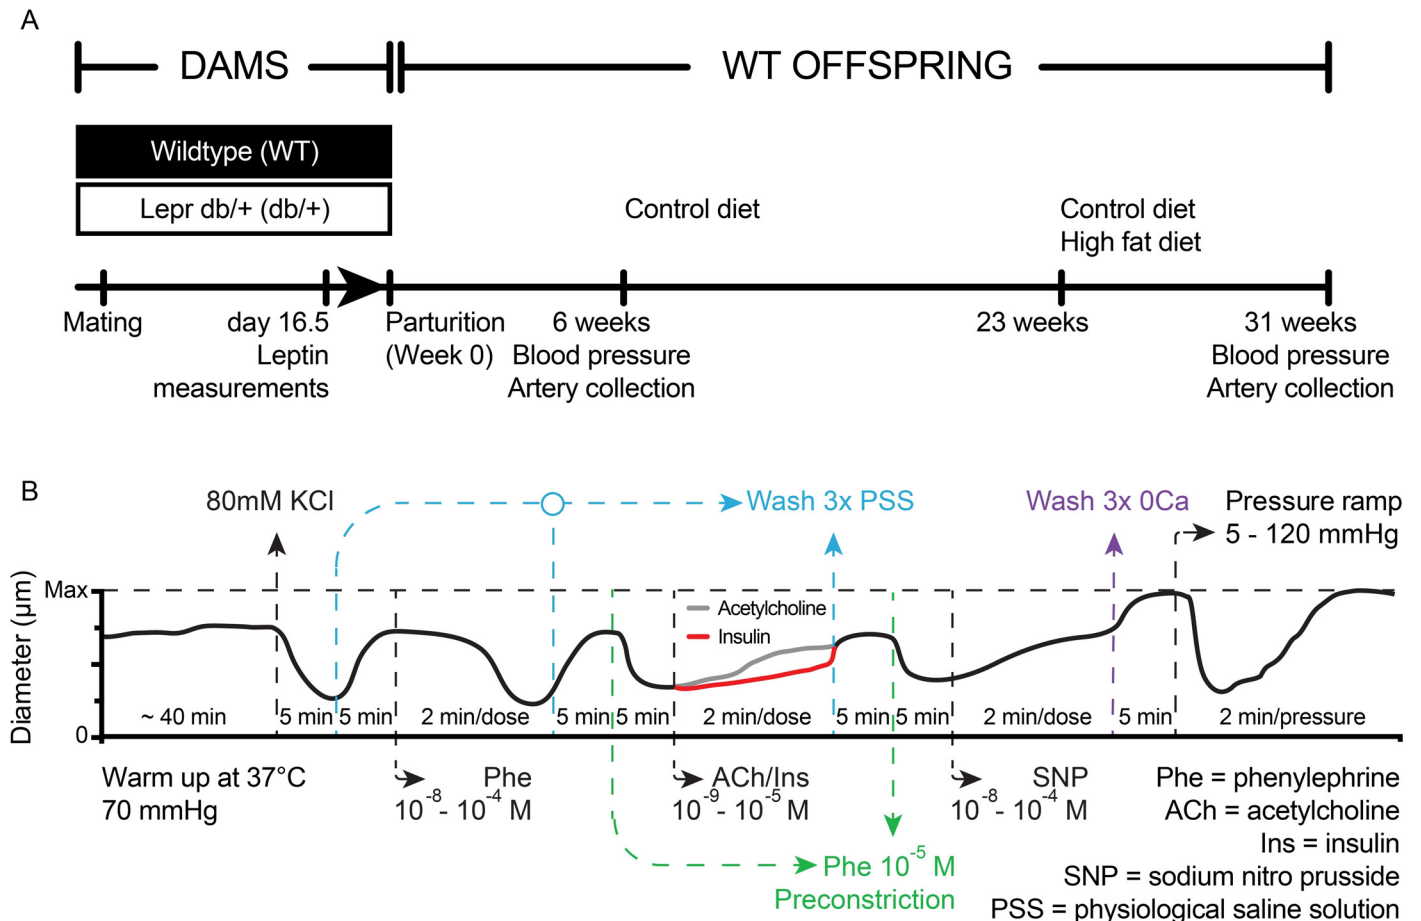 A
DAMS
WT OFFSPRING
Wildtype (WT)
Lepr db/+ (db/+)
Control diet
Control diet
High fat diet
Mating
day 16.5
Leptin
measurements
Parturition
(Week 0)
6 weeks
Blood pressure
Artery collection
23 weeks
31 weeks
Blood pressure
Artery collection
B
80mM KCl
Wash 3x PSS
Wash 3x 0Ca
Pressure ramp
5 - 120 mmHg
Diameter (µm)
Max
0
Acetylcholine
Insulin
~ 40 min
5 min
5 min
2 min/dose
5 min
5 min
2 min/dose
5 min
5 min
2 min/dose
5 min
2 min/pressure
Warm up at 37°C
70 mmHg
Phe
10⁻⁸- 10⁻⁴ M
ACh/Ins
10⁻⁹- 10⁻⁵ M
SNP
10⁻⁸- 10⁻⁴ M
Phe 10⁻⁵ M
Preconstriction
Phe = phenylephrine
ACh = acetylcholine
Ins = insulin
SNP = sodium nitro prusside
PSS = physiological saline solution